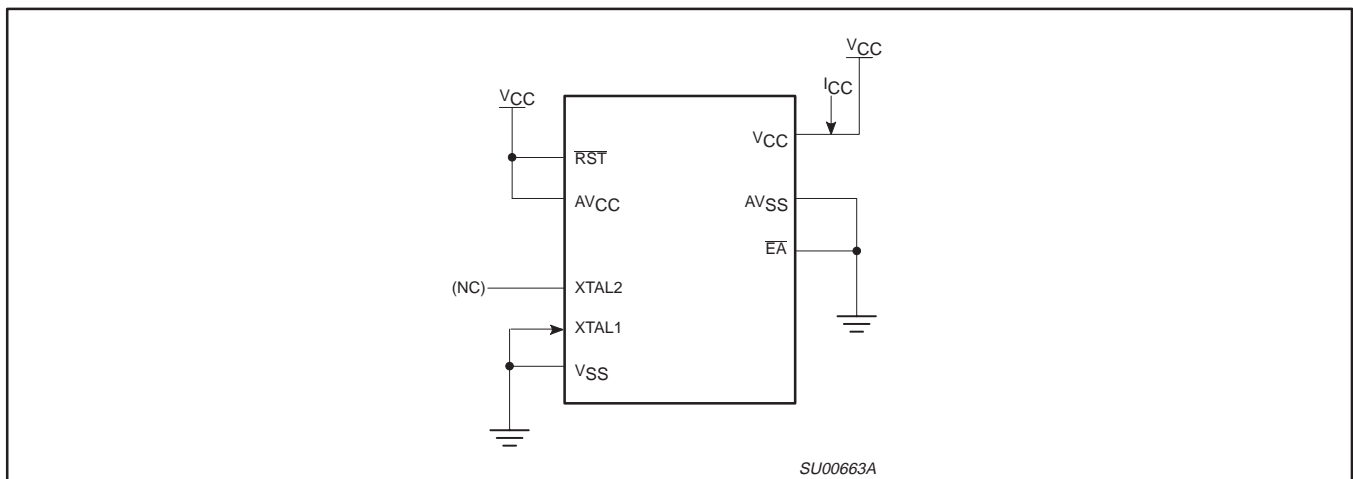 VCC
ICC
VCC
VCC
RST
AVCC
AVSS
EA
(NC)
XTAL2
XTAL1
VSS
SU00663A